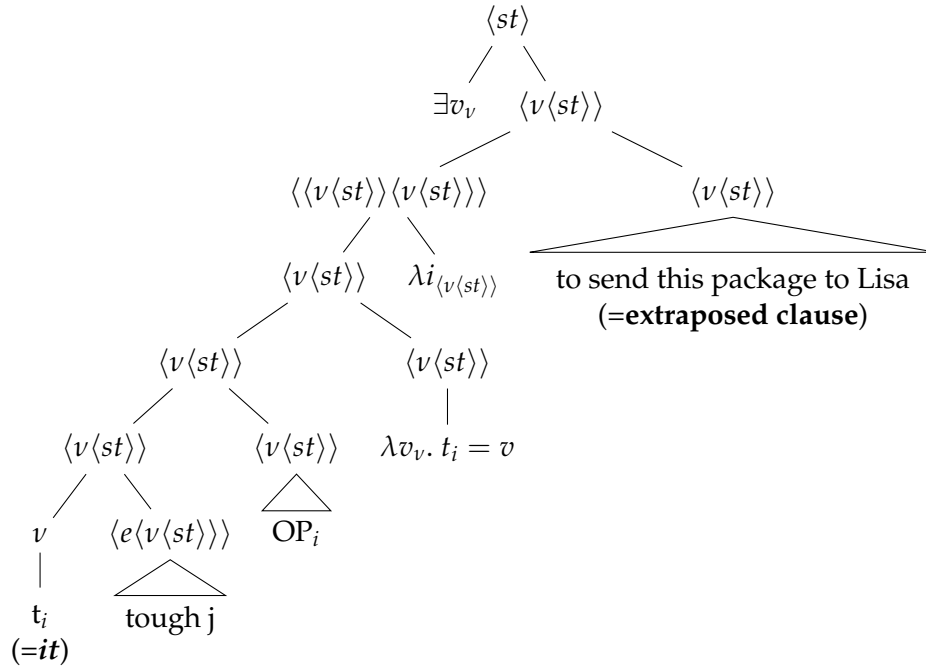 ⟨st⟩
∃v_ν ⟨ν⟨st⟩⟩
⟨⟨ν⟨st⟩⟩⟨ν⟨st⟩⟩⟩ ⟨ν⟨st⟩⟩
⟨ν⟨st⟩⟩ λi_⟨ν⟨st⟩⟩ to send this package to Lisa
(=extraposed clause)
⟨ν⟨st⟩⟩ ⟨ν⟨st⟩⟩
⟨ν⟨st⟩⟩ ⟨ν⟨st⟩⟩ λv_ν. t_i = v
ν ⟨e⟨ν⟨st⟩⟩⟩ OP_i
t_i tough j
(=it)